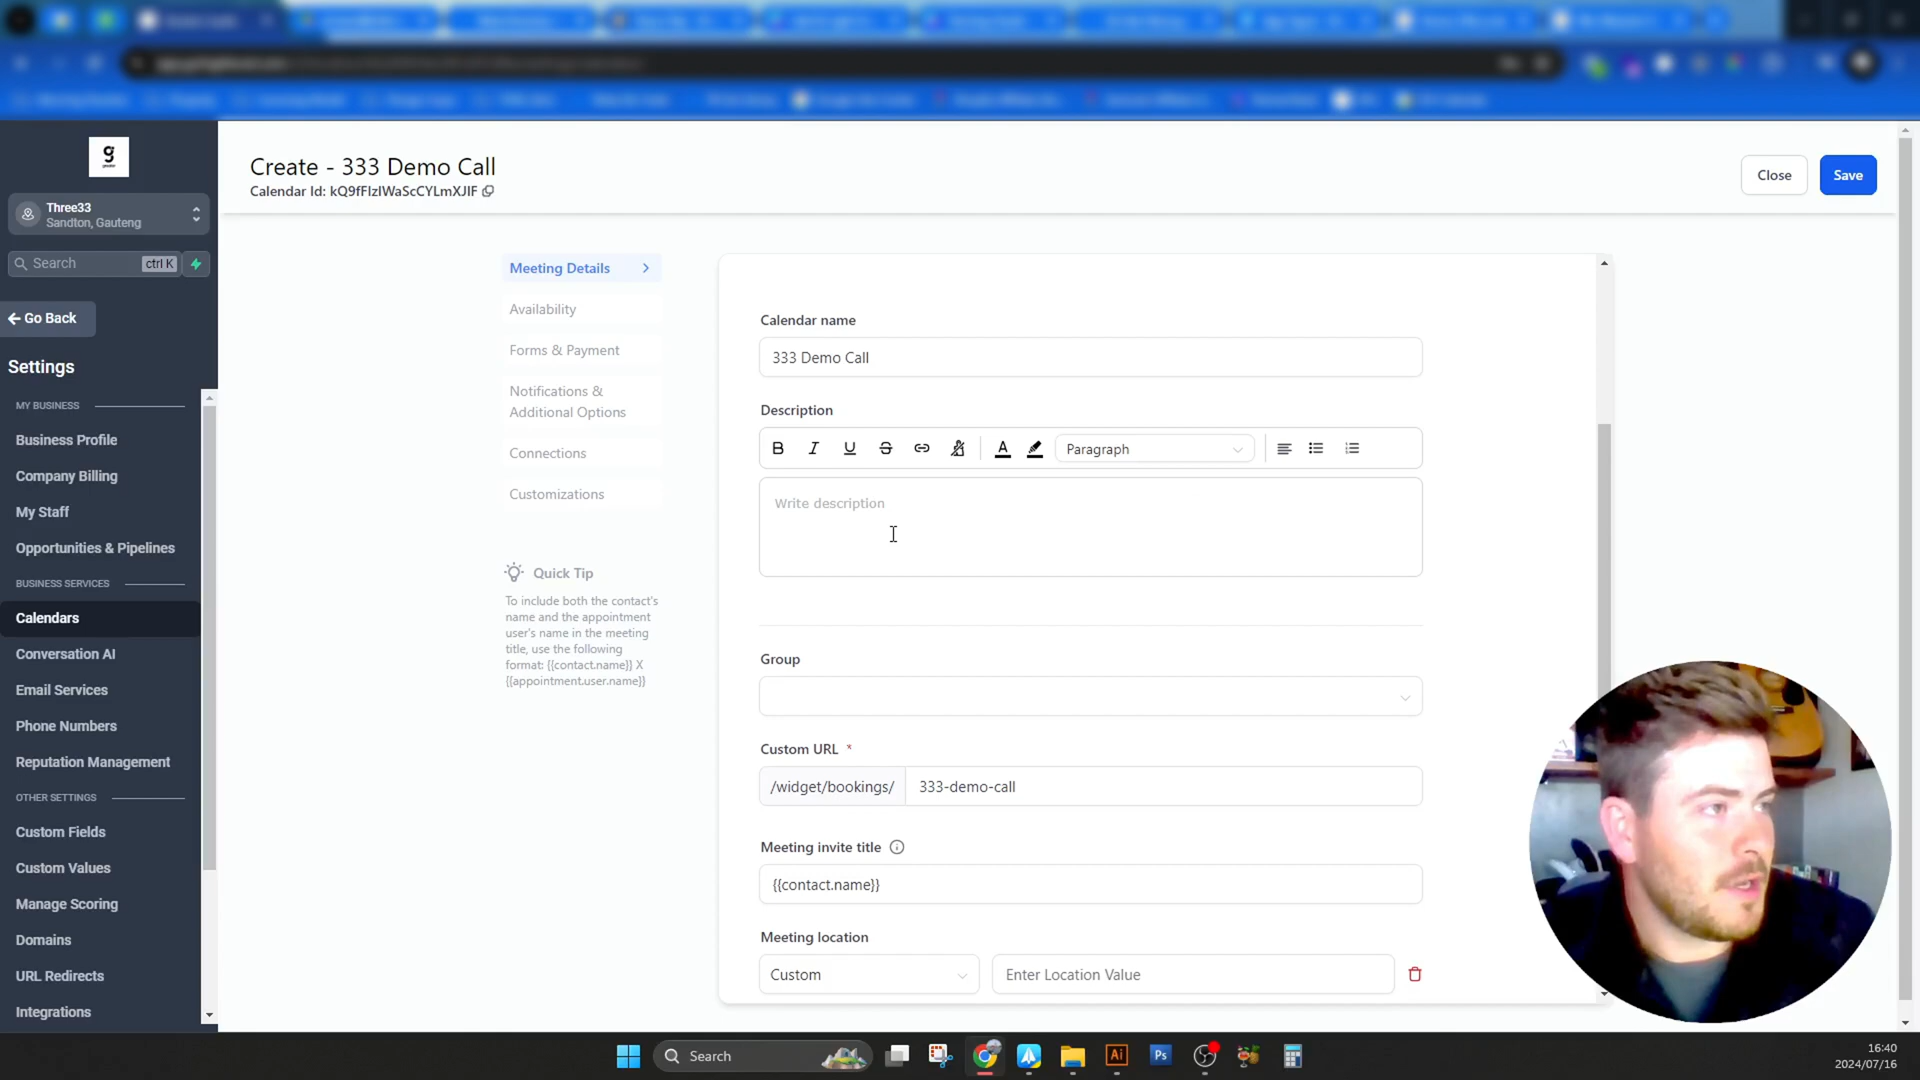 Create - 333 Demo Call
Calendar Id: kQ9fFIzIWaScCYLmXJIF
Close
Save
g
Three33
Sandton, Gauteng
Search
ctrl K
Go Back
Settings
MY BUSINESS
Business Profile
Company Billing
My Staff
Opportunities & Pipelines
BUSINESS SERVICES
Calendars
Conversation AI
Email Services
Phone Numbers
Reputation Management
OTHER SETTINGS
Custom Fields
Custom Values
Manage Scoring
Domains
URL Redirects
Integrations
Meeting Details
Availability
Forms & Payment
Notifications &
Additional Options
Connections
Customizations
Quick Tip
To include both the contact's
name and the appointment
user's name in the meeting
title, use the following
format: {{contact.name}} X
{{appointment.user.name}}
Calendar name
333 Demo Call
Description
B I U S A Paragraph
Write description
Group
Custom URL *
/widget/bookings/ 333-demo-call
Meeting invite title
{{contact.name}}
Meeting location
Custom
Enter Location Value
Search
Ai
Ps
16:40
2024/07/16